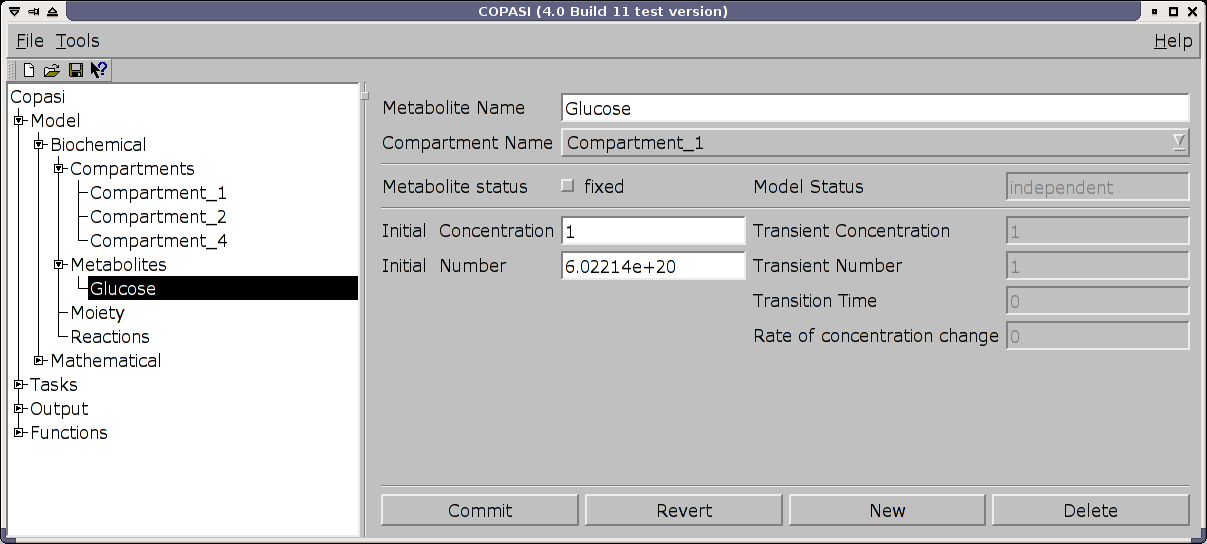 COPASI (4.0 Build 11 test version)
File Tools Help
Copasi
Model
Biochemical
Compartments
Compartment_1
Compartment_2
Compartment_4
Metabolites
Glucose
Moiety
Reactions
Mathematical
Tasks
Output
Functions
Metabolite Name Glucose
Compartment Name Compartment_1
Metabolite status fixed Model Status independent
Initial Concentration 1 Transient Concentration 1
Initial Number 6.02214e+20 Transient Number 1
Transition Time 0
Rate of concentration change 0
Commit Revert New Delete